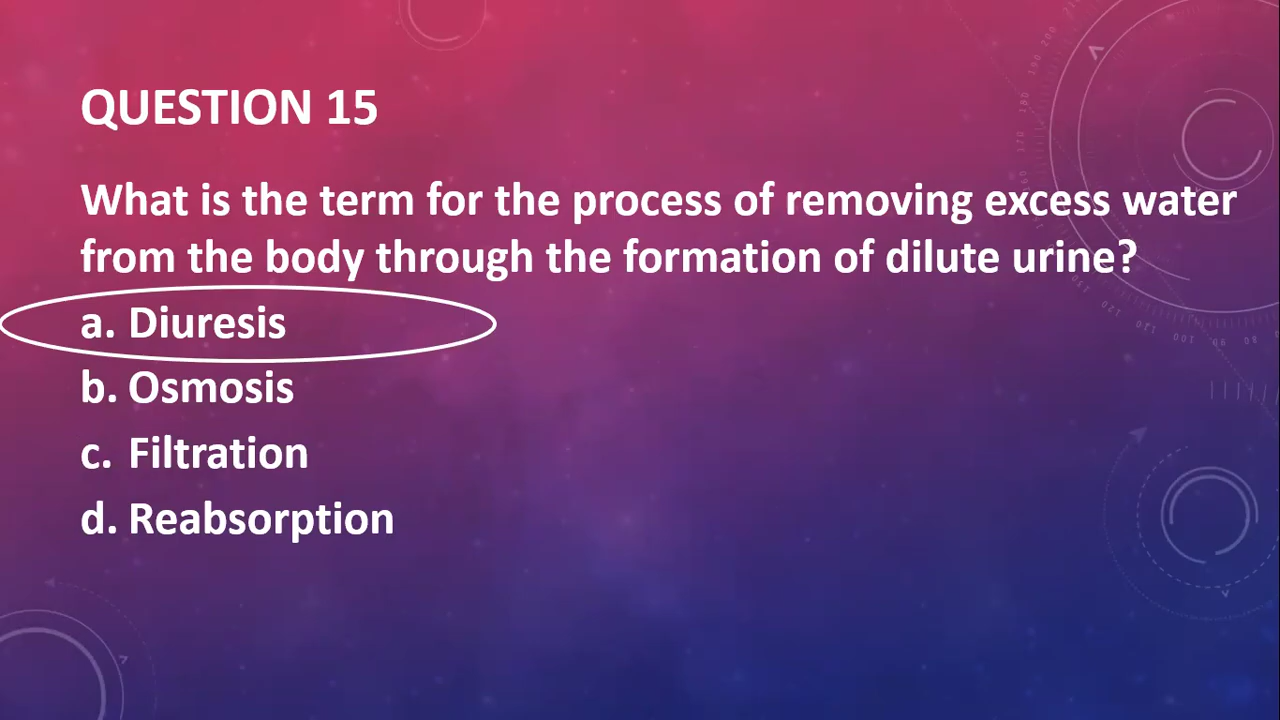 QUESTION 15
What is the term for the process of removing excess water
from the body through the formation of dilute urine?
a. Diuresis
b. Osmosis
c. Filtration
d. Reabsorption